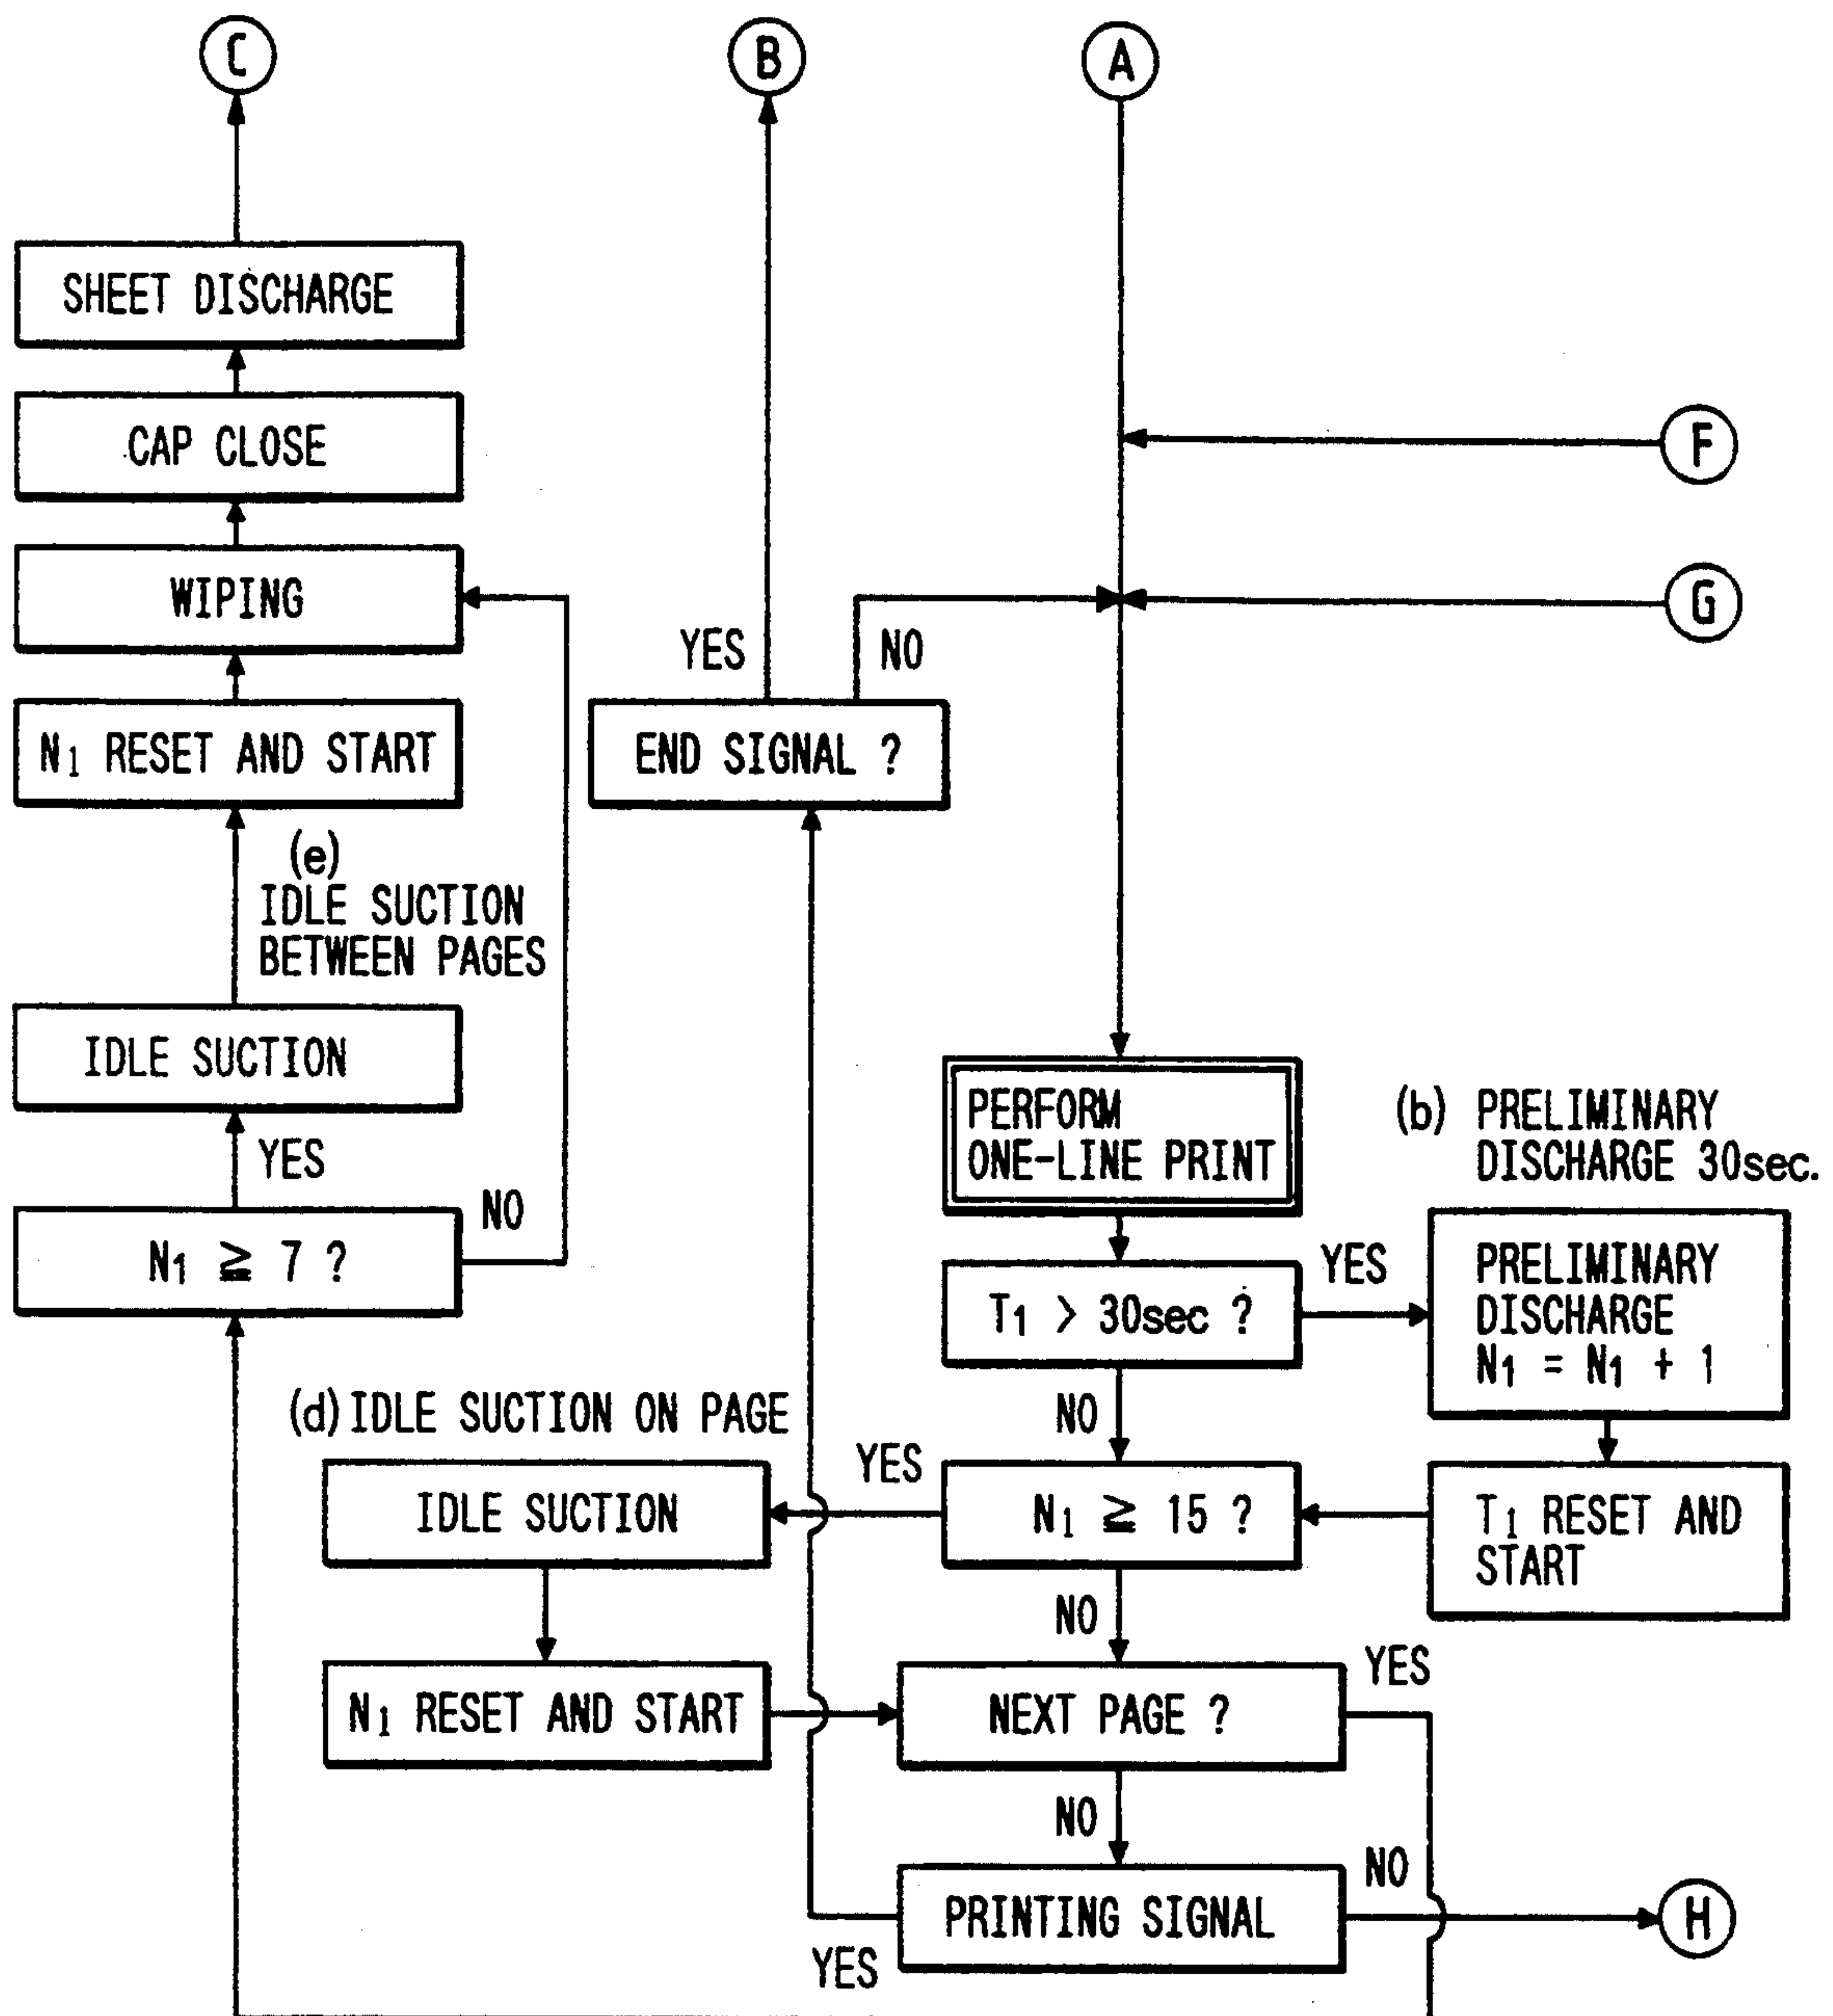 C
B
A
SHEET DISCHARGE
CAP CLOSE
F
WIPING
G
YES
NO
N1 RESET AND START
END SIGNAL ?
(e)
IDLE SUCTION
BETWEEN PAGES
IDLE SUCTION
PERFORM
ONE-LINE PRINT
(b) PRELIMINARY
DISCHARGE 30sec.
YES
N1 ≧ 7 ?
NO
T1 > 30sec ?
YES
PRELIMINARY
DISCHARGE
N1 = N1 + 1
(d) IDLE SUCTION ON PAGE
NO
YES
IDLE SUCTION
N1 ≧ 15 ?
T1 RESET AND
START
NO
N1 RESET AND START
NEXT PAGE ?
YES
NO
PRINTING SIGNAL
NO
H
YES